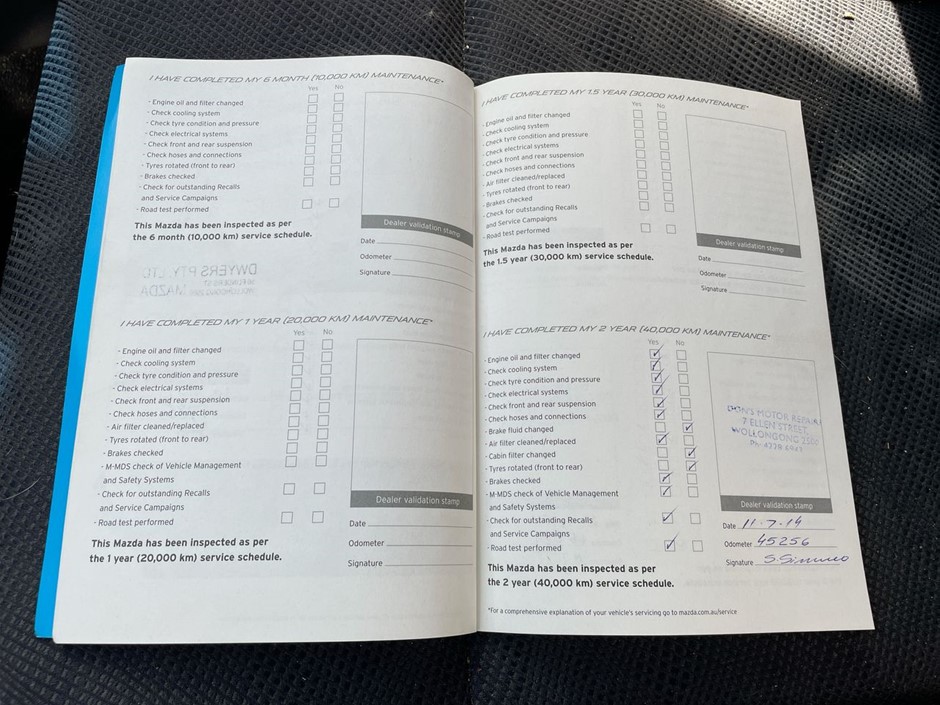 I HAVE COMPLETED MY 6 MONTH (10,000 KM) MAINTENANCE*
Yes No
- Engine oil and filter changed
- Check cooling system
- Check tyre condition and pressure
- Check electrical systems
- Check front and rear suspension
- Check hoses and connections
- Tyres rotated (front to rear)
- Brakes checked
- Check for outstanding Recalls
and Service Campaigns
- Road test performed
This Mazda has been inspected as per
the 6 month (10,000 km) service schedule.
Dealer validation stamp
Date
Odometer
Signature
DWYERS PTY LTD
MAZDA
I HAVE COMPLETED MY 1 YEAR (20,000 KM) MAINTENANCE*
Yes No
- Engine oil and filter changed
- Check cooling system
- Check tyre condition and pressure
- Check electrical systems
- Check front and rear suspension
- Check hoses and connections
- Air filter cleaned/replaced
- Tyres rotated (front to rear)
- Brakes checked
- M-MDS check of Vehicle Management
and Safety Systems
- Check for outstanding Recalls
and Service Campaigns
- Road test performed
This Mazda has been inspected as per
the 1 year (20,000 km) service schedule.
Dealer validation stamp
Date
Odometer
Signature
I HAVE COMPLETED MY 1.5 YEAR (30,000 KM) MAINTENANCE*
Yes No
- Engine oil and filter changed
- Check cooling system
- Check tyre condition and pressure
- Check electrical systems
- Check front and rear suspension
- Check hoses and connections
- Air filter cleaned/replaced
- Tyres rotated (front to rear)
- Brakes checked
- Check for outstanding Recalls
and Service Campaigns
- Road test performed
This Mazda has been inspected as per
the 1.5 year (30,000 km) service schedule.
Dealer validation stamp
Date
Odometer
Signature
I HAVE COMPLETED MY 2 YEAR (40,000 KM) MAINTENANCE*
Yes No
- Engine oil and filter changed
- Check cooling system
- Check tyre condition and pressure
- Check electrical systems
- Check front and rear suspension
- Check hoses and connections
- Brake fluid changed
- Air filter cleaned/replaced
- Cabin filter changed
- Tyres rotated (front to rear)
- Brakes checked
- M-MDS check of Vehicle Management
and Safety Systems
- Check for outstanding Recalls
and Service Campaigns
- Road test performed
This Mazda has been inspected as per
the 2 year (40,000 km) service schedule.
DON'S MOTOR REPAIRS
7 ELLEN STREET,
WOLLONGONG 2500
Ph: 4228 6947
Dealer validation stamp
Date 11.7.19
Odometer 45256
Signature
*For a comprehensive explanation of your vehicle's servicing go to mazda.com.au/service